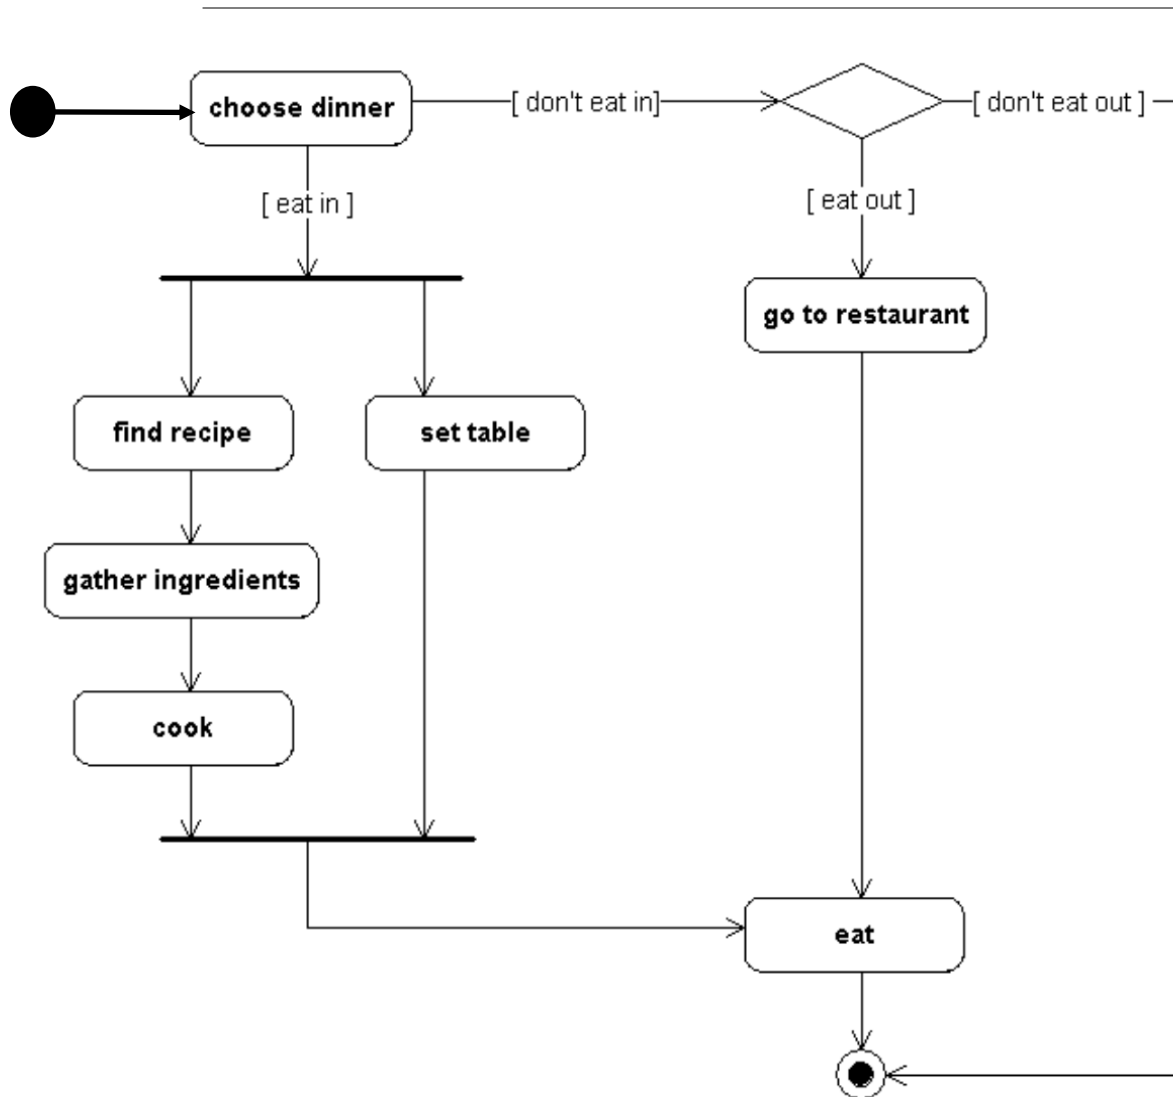 choose dinner
[ don't eat in]
[ don't eat out ]
[ eat in ]
[ eat out ]
go to restaurant
find recipe
set table
gather ingredients
cook
eat